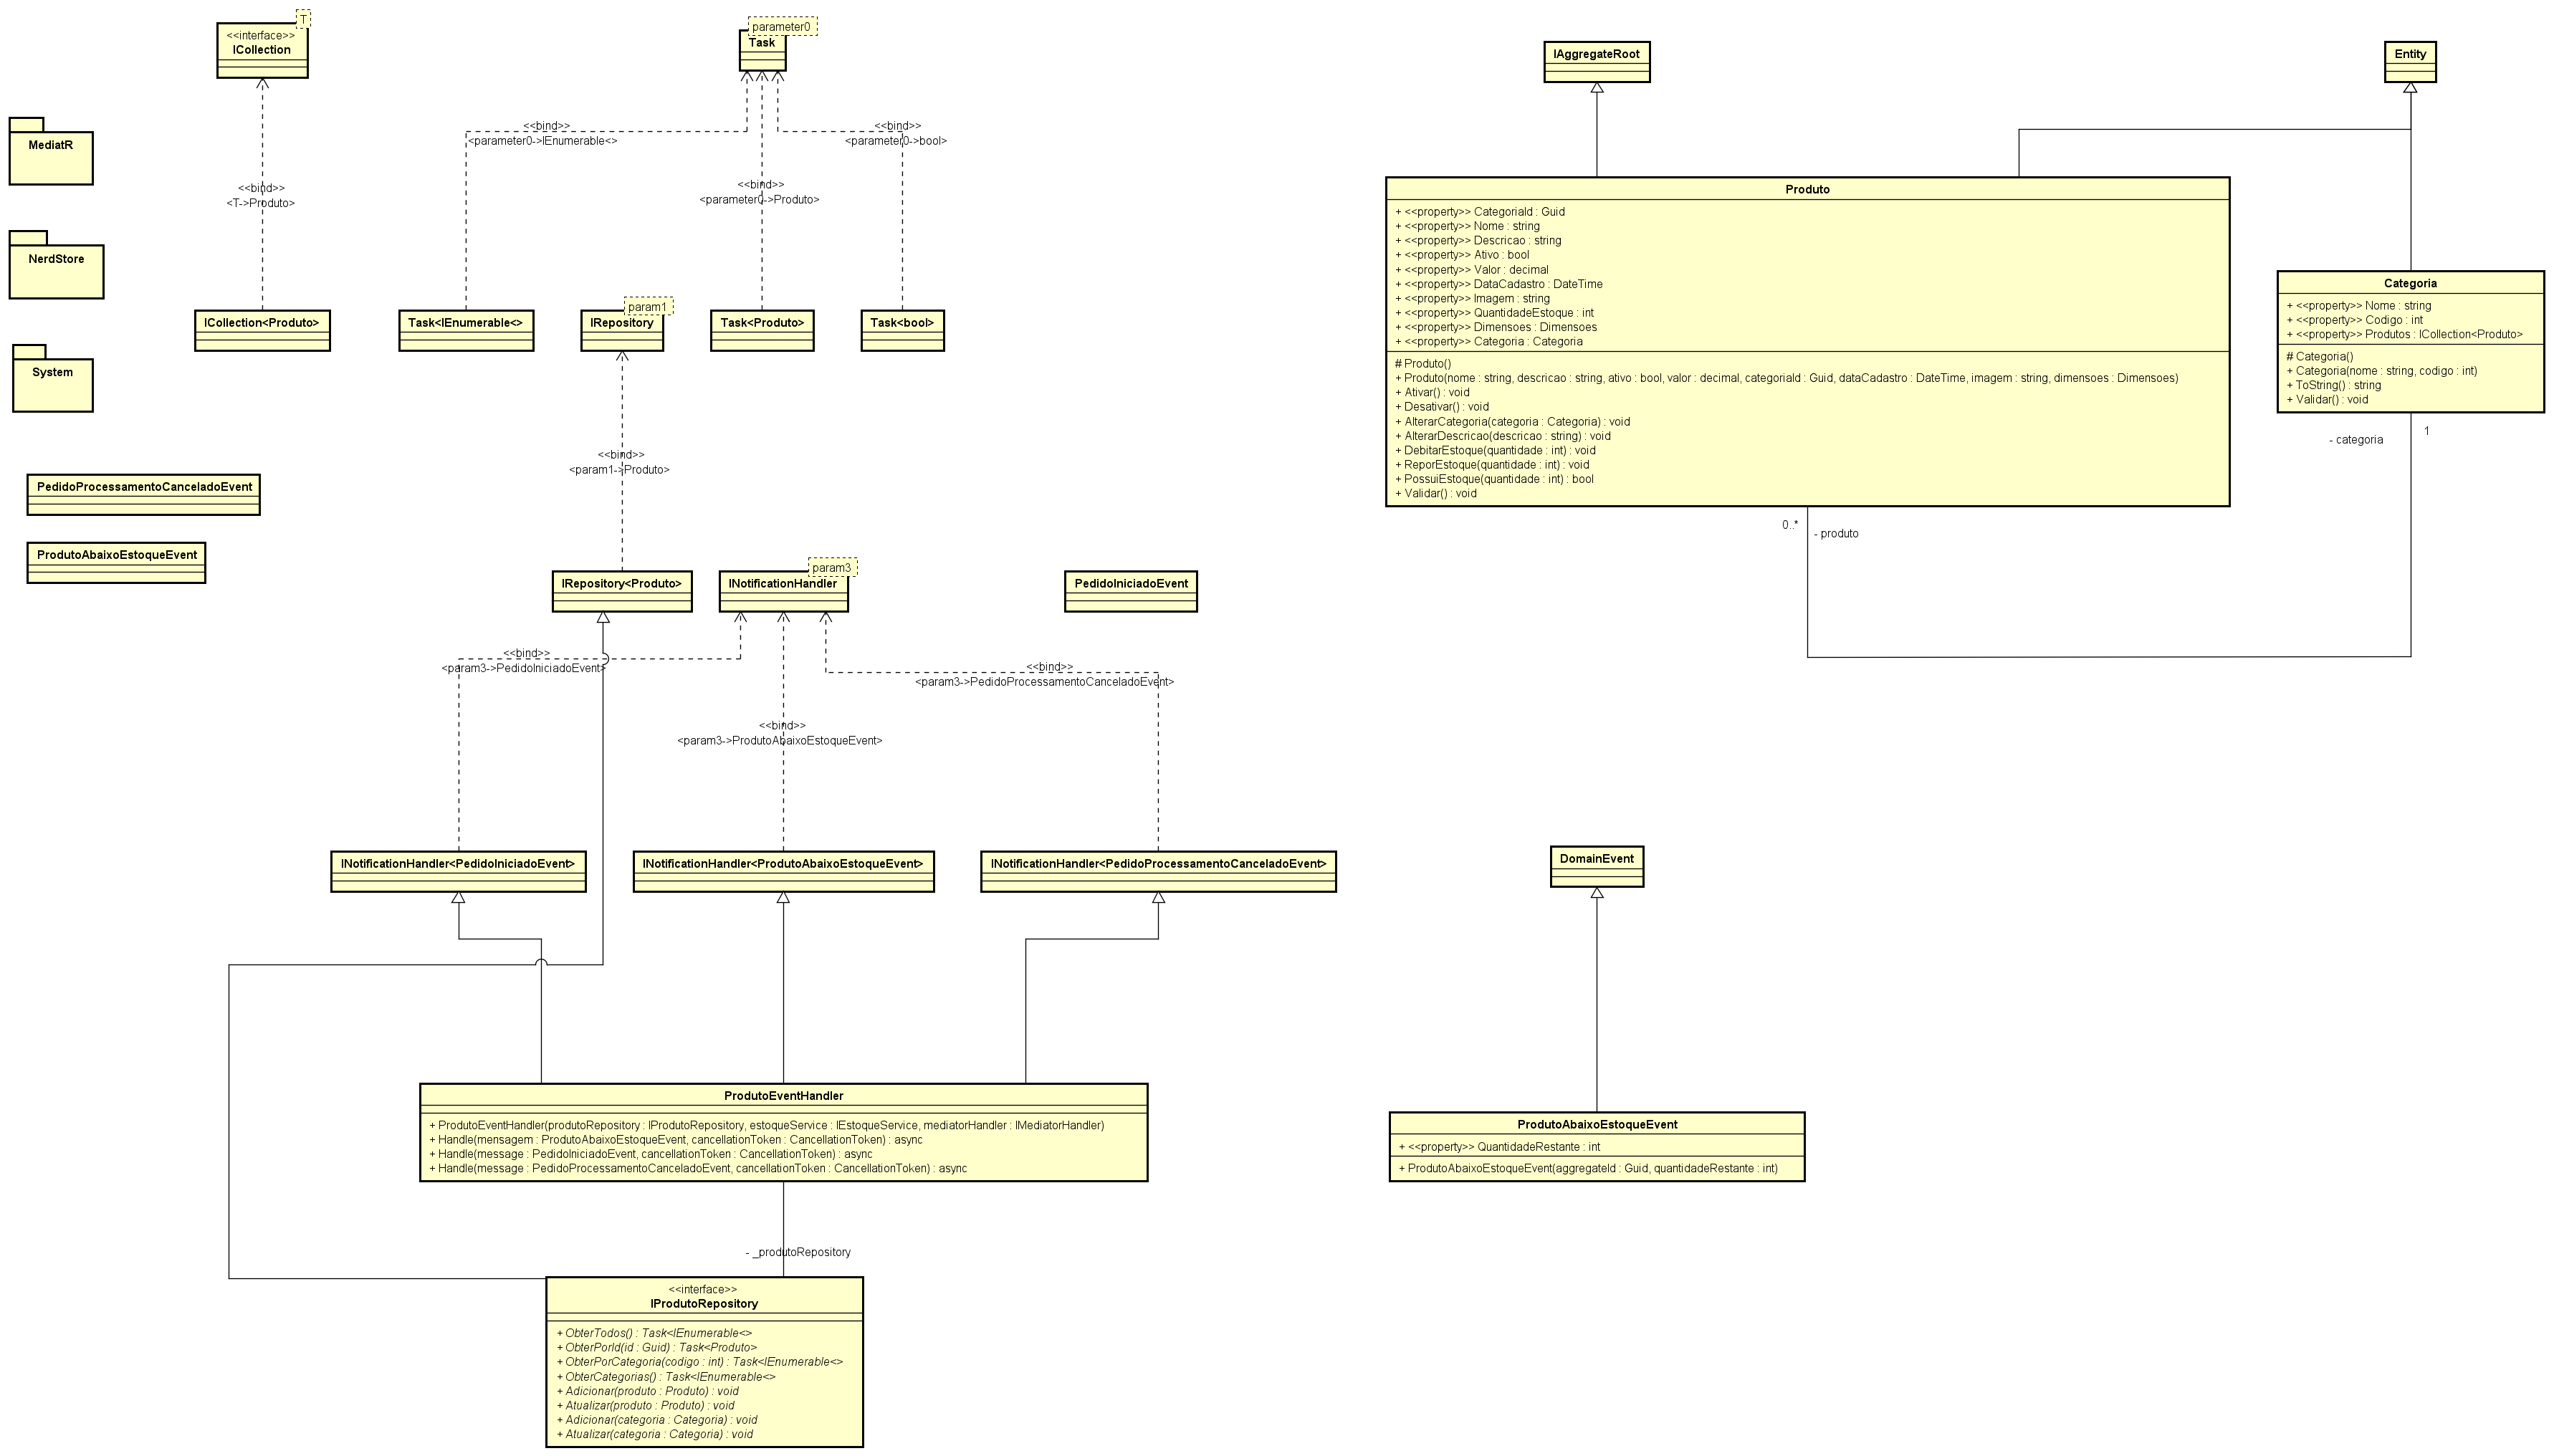 T
<<interface>>
ICollection
parameter0
Task
IAggregateRoot
Entity
MediatR
NerdStore
System
<<bind>>
<T->Produto>
<<bind>>
<parameter0->IEnumerable<>
<<bind>>
<parameter0->Produto>
<<bind>>
<parameter0->bool>
ICollection<Produto>
Task<IEnumerable<>
param1
IRepository
Task<Produto>
Task<bool>
Produto
+ <<property>> CategoriaId : Guid
+ <<property>> Nome : string
+ <<property>> Descricao : string
+ <<property>> Ativo : bool
+ <<property>> Valor : decimal
+ <<property>> DataCadastro : DateTime
+ <<property>> Imagem : string
+ <<property>> QuantidadeEstoque : int
+ <<property>> Dimensoes : Dimensoes
+ <<property>> Categoria : Categoria
# Produto()
+ Produto(nome : string, descricao : string, ativo : bool, valor : decimal, categoriaId : Guid, dataCadastro : DateTime, imagem : string, dimensoes : Dimensoes)
+ Ativar() : void
+ Desativar() : void
+ AlterarCategoria(categoria : Categoria) : void
+ AlterarDescricao(descricao : string) : void
+ DebitarEstoque(quantidade : int) : void
+ ReporEstoque(quantidade : int) : void
+ PossuiEstoque(quantidade : int) : bool
+ Validar() : void
Categoria
+ <<property>> Nome : string
+ <<property>> Codigo : int
+ <<property>> Produtos : ICollection<Produto>
# Categoria()
+ Categoria(nome : string, codigo : int)
+ ToString() : string
+ Validar() : void
- categoria
1
0..*
- produto
PedidoProcessamentoCanceladoEvent
ProdutoAbaixoEstoqueEvent
<<bind>>
<param1->Produto>
IRepository<Produto>
param3
INotificationHandler
PedidoIniciadoEvent
<<bind>>
<param3->PedidoIniciadoEvent>
<<bind>>
<param3->ProdutoAbaixoEstoqueEvent>
<<bind>>
<param3->PedidoProcessamentoCanceladoEvent>
INotificationHandler<PedidoIniciadoEvent>
INotificationHandler<ProdutoAbaixoEstoqueEvent>
INotificationHandler<PedidoProcessamentoCanceladoEvent>
DomainEvent
ProdutoEventHandler
+ ProdutoEventHandler(produtoRepository : IProdutoRepository, estoqueService : IEstoqueService, mediatorHandler : IMediatorHandler)
+ Handle(mensagem : ProdutoAbaixoEstoqueEvent, cancellationToken : CancellationToken) : async
+ Handle(message : PedidoIniciadoEvent, cancellationToken : CancellationToken) : async
+ Handle(message : PedidoProcessamentoCanceladoEvent, cancellationToken : CancellationToken) : async
ProdutoAbaixoEstoqueEvent
+ <<property>> QuantidadeRestante : int
+ ProdutoAbaixoEstoqueEvent(aggregateId : Guid, quantidadeRestante : int)
- _produtoRepository
<<interface>>
IProdutoRepository
+ ObterTodos() : Task<IEnumerable<>
+ ObterPorId(id : Guid) : Task<Produto>
+ ObterPorCategoria(codigo : int) : Task<IEnumerable<>
+ ObterCategorias() : Task<IEnumerable<>
+ Adicionar(produto : Produto) : void
+ Atualizar(produto : Produto) : void
+ Adicionar(categoria : Categoria) : void
+ Atualizar(categoria : Categoria) : void